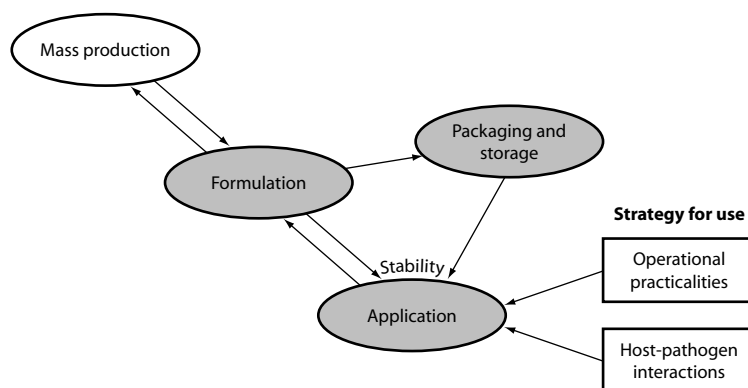 Mass production
Packaging and
storage
Formulation
Strategy for use
Stability
Operational
practicalities
Application
Host-pathogen
interactions